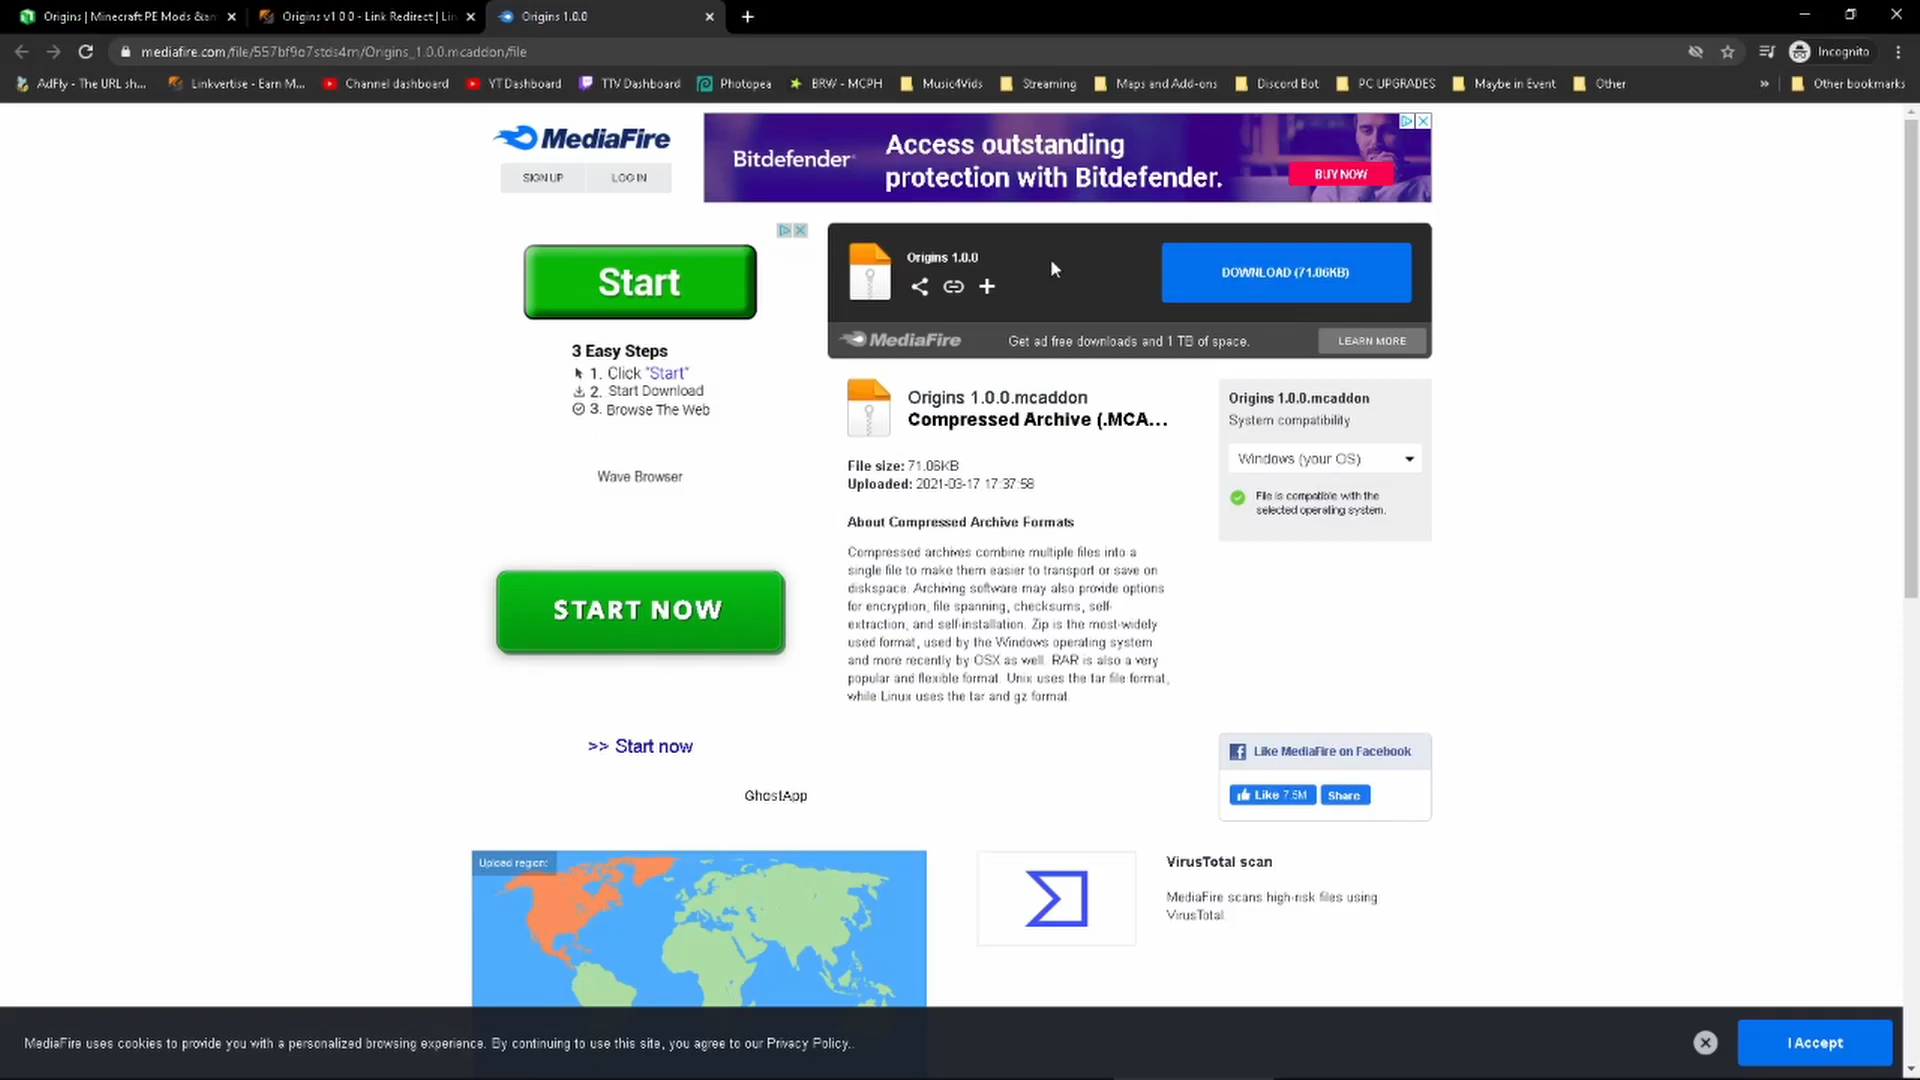 Origins | Minecraft PE Mods &am
Origins v1 0 0 - Link Redirect | Lin
Origins 1.0.0
mediafire.com/file/557bf9o7stds4rn/Origins_1.0.0.mcaddon/file
Incognito
AdFly - The URL sh...
Linkvertise - Earn M...
Channel dashboard
YT Dashboard
TTV Dashboard
Photopea
BRW - MCPH
Music4Vids
Streaming
Maps and Add-ons
Discord Bot
PC UPGRADES
Maybe in Event
Other
Other bookmarks
MediaFire
SIGN UP
LOG IN
Bitdefender
Access outstanding
protection with Bitdefender.
BUY NOW
Start
3 Easy Steps
1. Click "Start"
2. Start Download
3. Browse The Web
Wave Browser
START NOW
>> Start now
GhostApp
Origins 1.0.0
DOWNLOAD (71.06KB)
MediaFire
Get ad free downloads and 1 TB of space.
LEARN MORE
Origins 1.0.0.mcaddon
Compressed Archive (.MCA...
File size: 71.06KB
Uploaded: 2021-03-17 17:37:58
About Compressed Archive Formats
Compressed archives combine multiple files into a
single file to make them easier to transport or save on
diskspace. Archiving software may also provide options
for encryption, file spanning, checksums, self-
extraction, and self-installation. Zip is the most-widely
used format, used by the Windows operating system
and more recently by OSX as well. RAR is also a very
popular and flexible format. Unix uses the tar file format,
while Linux uses the tar and gz format.
Origins 1.0.0.mcaddon
System compatibility
Windows (your OS)
File is compatible with the
selected operating system.
Like MediaFire on Facebook
Like 7.5M
Share
Upload region:
VirusTotal scan
MediaFire scans high-risk files using
VirusTotal.
MediaFire uses cookies to provide you with a personalized browsing experience. By continuing to use this site, you agree to our Privacy Policy..
I Accept